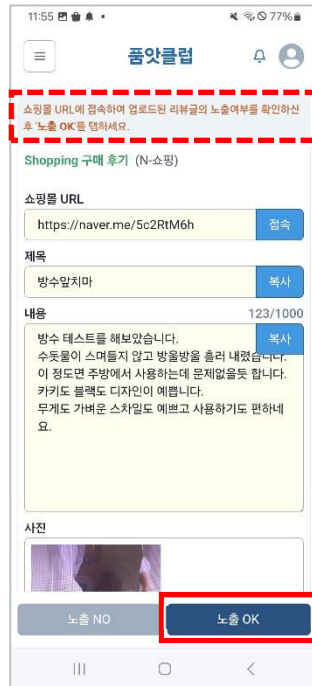 11:55 77%
품앗클럽
쇼핑몰 URL에 접속하여 업로드된 리뷰글의 노출여부를 확인하신
후 '노출 OK'를 탭하세요.
Shopping 구매 후기 (N-쇼핑)
쇼핑몰 URL
https://naver.me/5c2RtM6h 접속
제목
방수앞치마 복사
내용 123/1000
복사
방수 테스트를 해보았습니다.
수돗물이 스며들지 않고 방울방울 흘러 내렸습니다.
이 정도면 주방에서 사용하는데 문제없을듯 합니다.
카키도 블랙도 디자인이 예쁩니다.
무게도 가벼운 스차일도 예쁘고 사용하기도 편하네
요.
사진
노출 NO 노출 OK